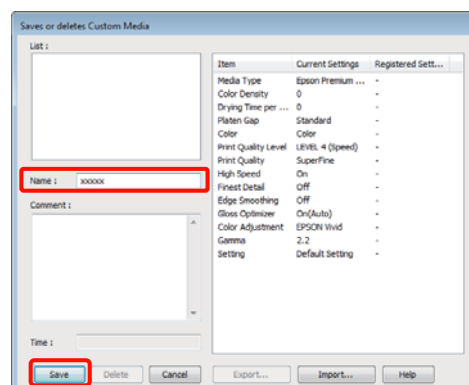 Saves or deletes Custom Media
List :
Item Current Settings Registered Sett...
Media Type Epson Premium ... -
Color Density 0 -
Drying Time per ... 0 -
Platen Gap Standard -
Color Color -
Print Quality Level LEVEL 4 (Speed) -
Print Quality SuperFine -
High Speed On -
Finest Detail Off -
Edge Smoothing Off -
Gloss Optimizer On(Auto) -
Color Adjustment EPSON Vivid -
Gamma 2.2 -
Setting Default Setting -
Name : xxxxxx
Comment :
Time :
Save Delete Cancel Export... Import... Help